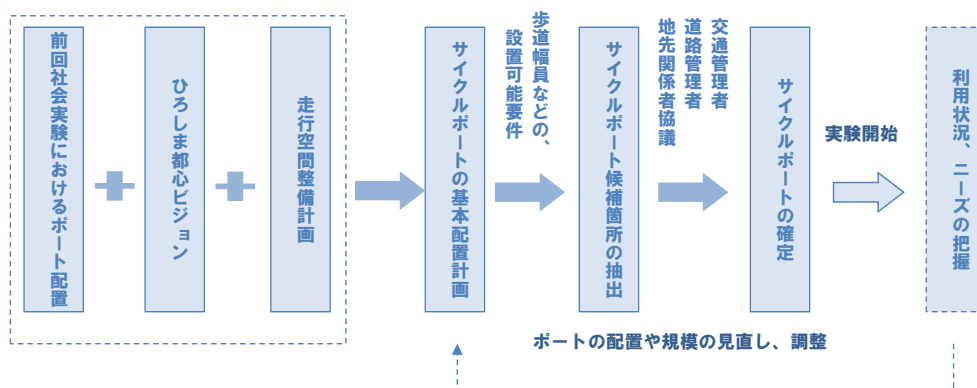 前回社会実験におけるポート配置
ひろしま都心ビジョン
走行空間整備計画
サイクルポートの基本配置計画
歩道幅員などの、
設置可能要件
サイクルポート候補箇所の抽出
交通管理者
道路管理者
地先関係者協議
サイクルポートの確定
実験開始
利用状況、ニーズの把握
ポートの配置や規模の見直し、調整